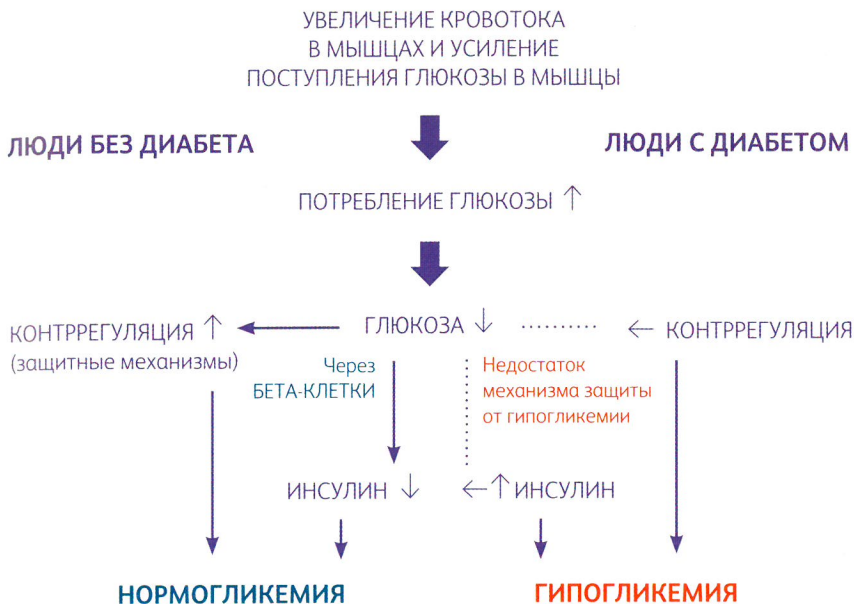 УВЕЛИЧЕНИЕ КРОВОТОКА
В МЫШЦАХ И УСИЛЕНИЕ
ПОСТУПЛЕНИЯ ГЛЮКОЗЫ В МЫШЦЫ
ЛЮДИ БЕЗ ДИАБЕТА
ЛЮДИ С ДИАБЕТОМ
ПОТРЕБЛЕНИЕ ГЛЮКОЗЫ ↑
КОНТРРЕГУЛЯЦИЯ ↑
(защитные механизмы)
ГЛЮКОЗА ↓
← КОНТРРЕГУЛЯЦИЯ
Через
БЕТА-КЛЕТКИ
Недостаток
механизма защиты
от гипогликемии
ИНСУЛИН ↓
←↑ИНСУЛИН
НОРМОГЛИКЕМИЯ
ГИПОГЛИКЕМИЯ